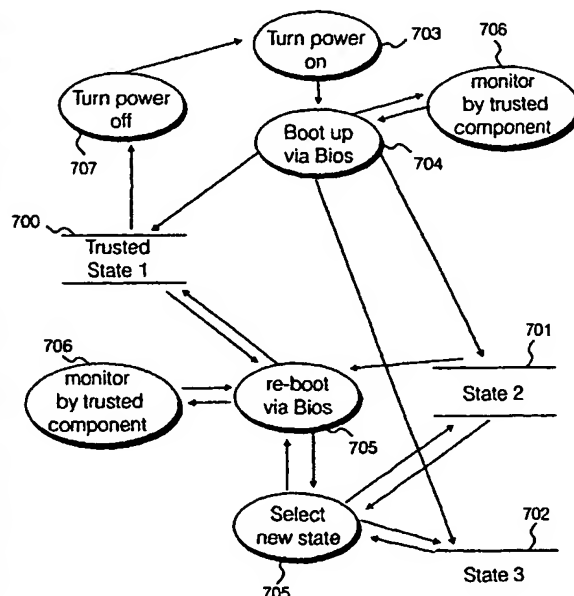 Turn power
on
703
706
monitor
by trusted
component
Turn power
off
707
Boot up
via Bios
704
700
Trusted
State 1
701
State 2
706
monitor
by trusted
component
re-boot
via Bios
705
Select
new state
705
702
State 3